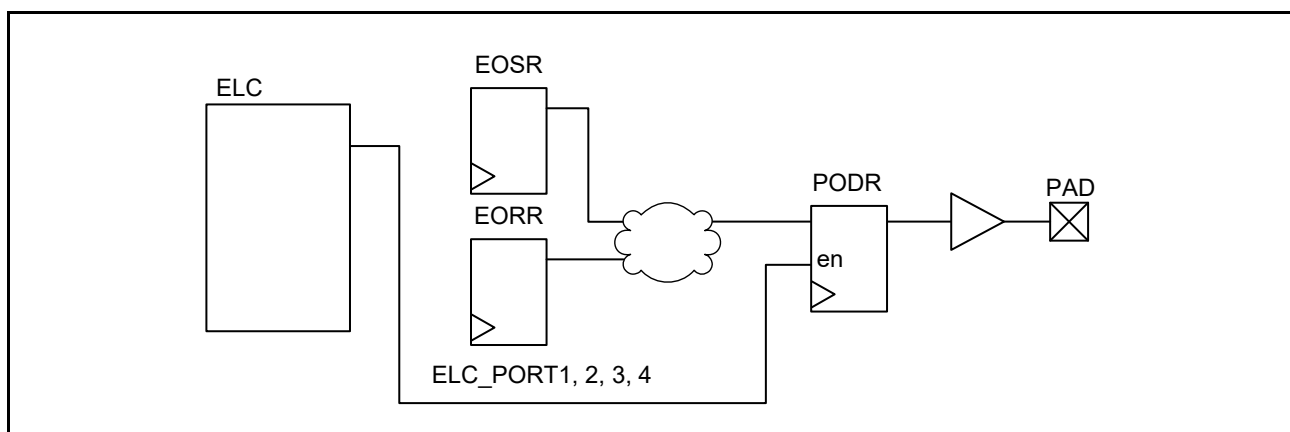 ELC
EOSR
EORR
PODR
en
PAD
ELC_PORT1, 2, 3, 4